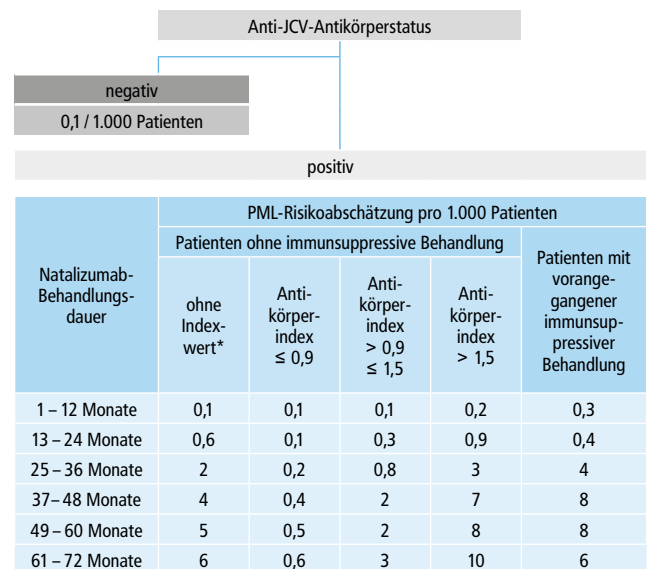 Anti-JCV-Antikörperstatus
negativ
0,1 / 1.000 Patienten
positiv
PML-Risikoabschätzung pro 1.000 Patienten
Patienten ohne immunsuppressive Behandlung
Natalizumab-
Behandlungs-
dauer
ohne
Index-
wert*
Anti-
körper-
index
≤ 0,9
Anti-
körper-
index
> 0,9
≤ 1,5
Anti-
körper-
index
> 1,5
Patienten mit
vorange-
gangener
immunsup-
pressiver
Behandlung
1 – 12 Monate 0,1 0,1 0,1 0,2 0,3
13 – 24 Monate 0,6 0,1 0,3 0,9 0,4
25 – 36 Monate 2 0,2 0,8 3 4
37– 48 Monate 4 0,4 2 7 8
49 – 60 Monate 5 0,5 2 8 8
61 – 72 Monate 6 0,6 3 10 6